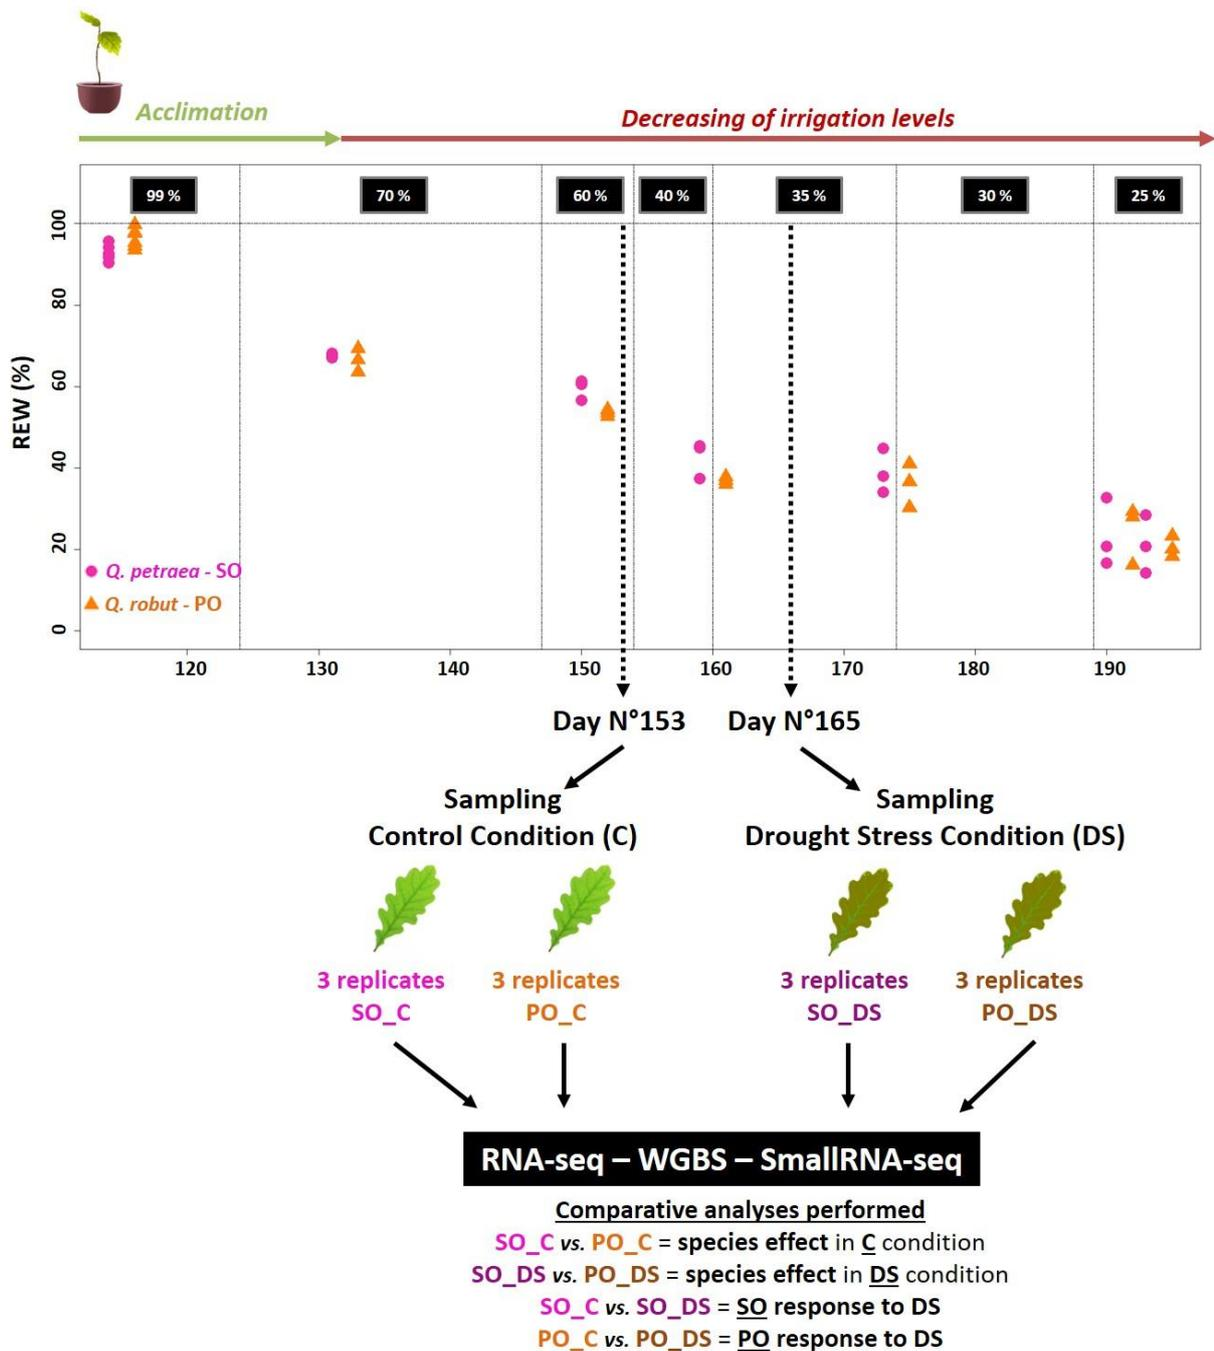 Acclimation
Decreasing of irrigation levels
99 % 70 % 60 % 40 % 35 % 30 % 25 %
REW (%)
100
80
60
40
20
0
Q. petraea - SO
Q. robut - PO
120 130 140 150 160 170 180 190
Day N°153 Day N°165
Sampling
Control Condition (C)
Sampling
Drought Stress Condition (DS)
3 replicates
SO_C
3 replicates
PO_C
3 replicates
SO_DS
3 replicates
PO_DS
RNA-seq – WGBS – SmallRNA-seq
Comparative analyses performed
SO_C vs. PO_C = species effect in C condition
SO_DS vs. PO_DS = species effect in DS condition
SO_C vs. SO_DS = SO response to DS
PO_C vs. PO_DS = PO response to DS